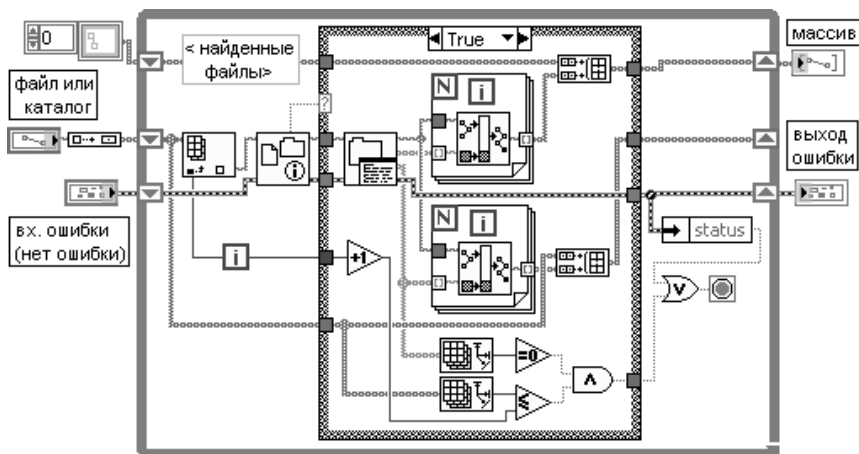 0
< найденные
файлы>
True
массив
файл или
каталог
N
i
?
выход
ошибки
вх. ошибки
(нет ошибки)
i
+1
N
i
status
V
=0
Λ
≤